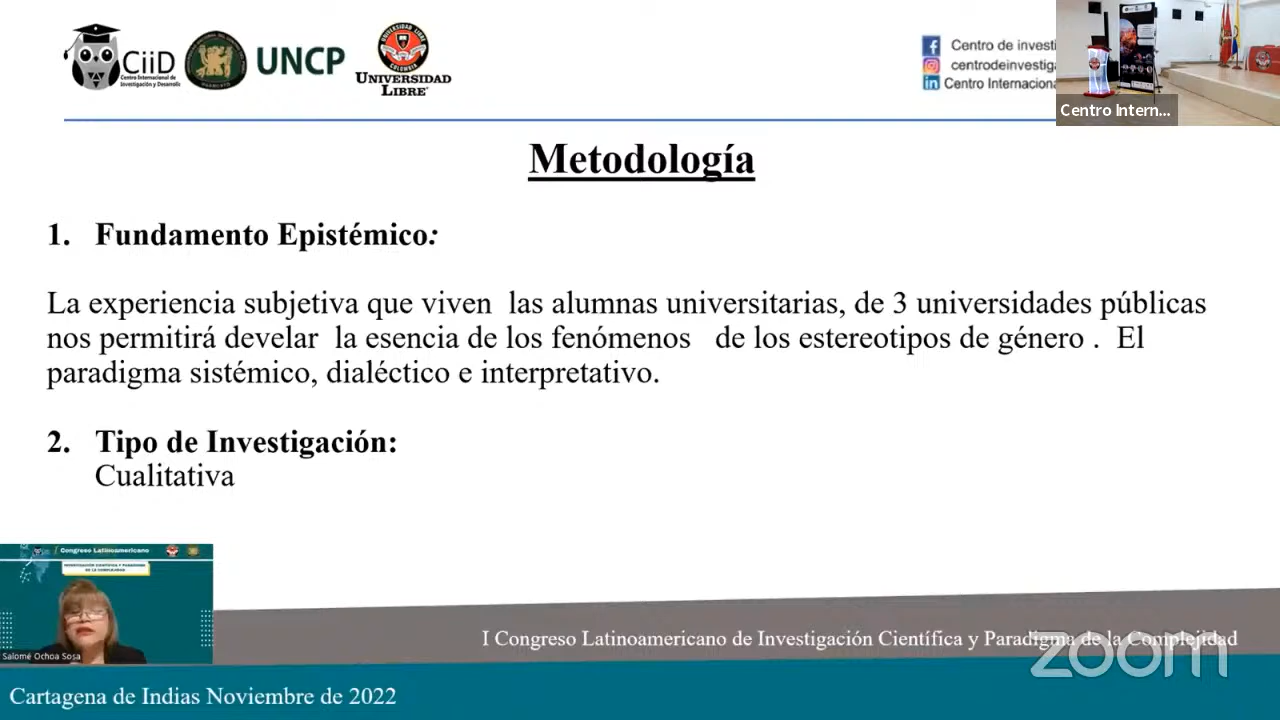 CiiD
Centro Internacional de
Investigación y Desarrollo
UNCP
UNIVERSIDAD LIBRE
COLOMBIA
UNIVERSIDAD
LIBRE
Centro de investi
centrodeinvestiga
Centro Internaciona
Centro Intern...
Metodología
1. Fundamento Epistémico:
La experiencia subjetiva que viven las alumnas universitarias, de 3 universidades públicas
nos permitirá develar la esencia de los fenómenos de los estereotipos de género . El
paradigma sistémico, dialéctico e interpretativo.
2. Tipo de Investigación:
Cualitativa
Congreso Latinoamericano
INVESTIGACIÓN CIENTÍFICA Y PARADIGMA
DE LA COMPLEJIDAD
Salomé Ochoa Sosa
I Congreso Latinoamericano de Investigación Científica y Paradigma de la Complejidad
zoom
Cartagena de Indias Noviembre de 2022